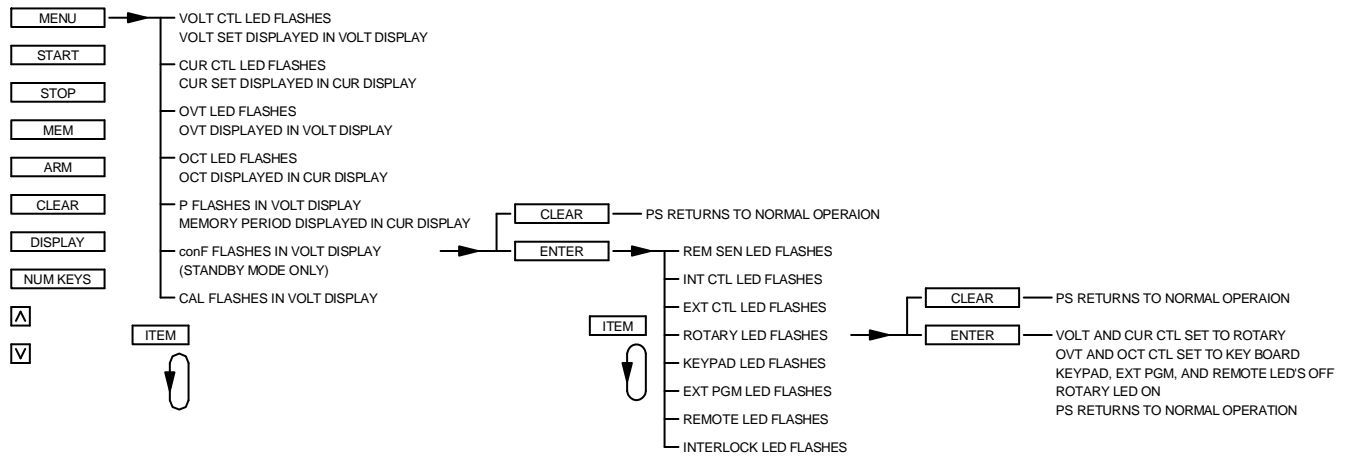 MENU
START
STOP
MEM
ARM
CLEAR
DISPLAY
NUM KEYS
VOLT CTL LED FLASHES
VOLT SET DISPLAYED IN VOLT DISPLAY
CUR CTL LED FLASHES
CUR SET DISPLAYED IN CUR DISPLAY
OVT LED FLASHES
OVT DISPLAYED IN VOLT DISPLAY
OCT LED FLASHES
OCT DISPLAYED IN CUR DISPLAY
P FLASHES IN VOLT DISPLAY
MEMORY PERIOD DISPLAYED IN CUR DISPLAY
conF FLASHES IN VOLT DISPLAY
(STANDBY MODE ONLY)
CAL FLASHES IN VOLT DISPLAY
ITEM
CLEAR
PS RETURNS TO NORMAL OPERAION
ENTER
REM SEN LED FLASHES
INT CTL LED FLASHES
EXT CTL LED FLASHES
ROTARY LED FLASHES
KEYPAD LED FLASHES
EXT PGM LED FLASHES
REMOTE LED FLASHES
INTERLOCK LED FLASHES
ITEM
CLEAR
PS RETURNS TO NORMAL OPERAION
ENTER
VOLT AND CUR CTL SET TO ROTARY
OVT AND OCT CTL SET TO KEY BOARD
KEYPAD, EXT PGM, AND REMOTE LED'S OFF
ROTARY LED ON
PS RETURNS TO NORMAL OPERATION